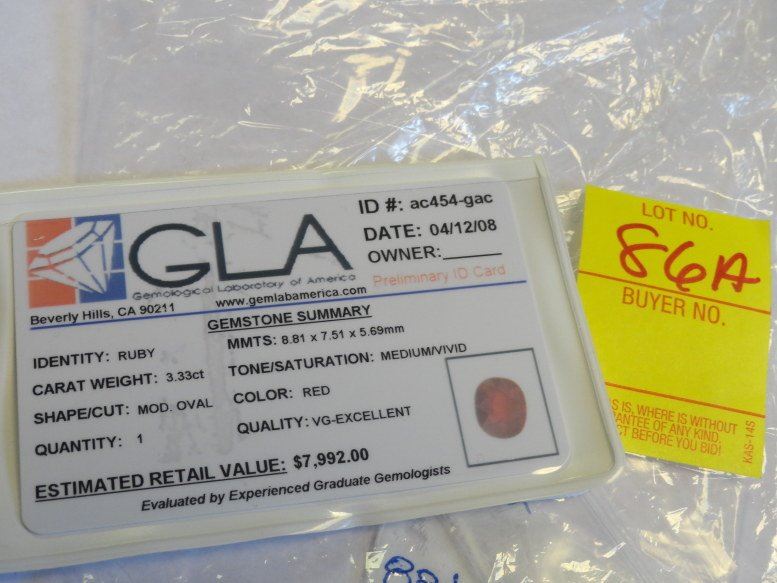 GLA
Gemological Laboratory of America
Beverly Hills, CA 90211
www.gemlabamerica.com
ID #: ac454-gac
DATE: 04/12/08
OWNER:
Preliminary ID Card
GEMSTONE SUMMARY
IDENTITY: RUBY
MMTS: 8.81 x 7.51 x 5.69mm
CARAT WEIGHT: 3.33ct
TONE/SATURATION: MEDIUM/VIVID
SHAPE/CUT: MOD. OVAL
COLOR: RED
QUANTITY: 1
QUALITY: VG-EXCELLENT
ESTIMATED RETAIL VALUE: $7,992.00
Evaluated by Experienced Graduate Gemologists
LOT NO.
86A
BUYER NO.
IS, WHERE IS WITHOUT
OF ANY KIND.
BEFORE YOU BID!
KAS-14S